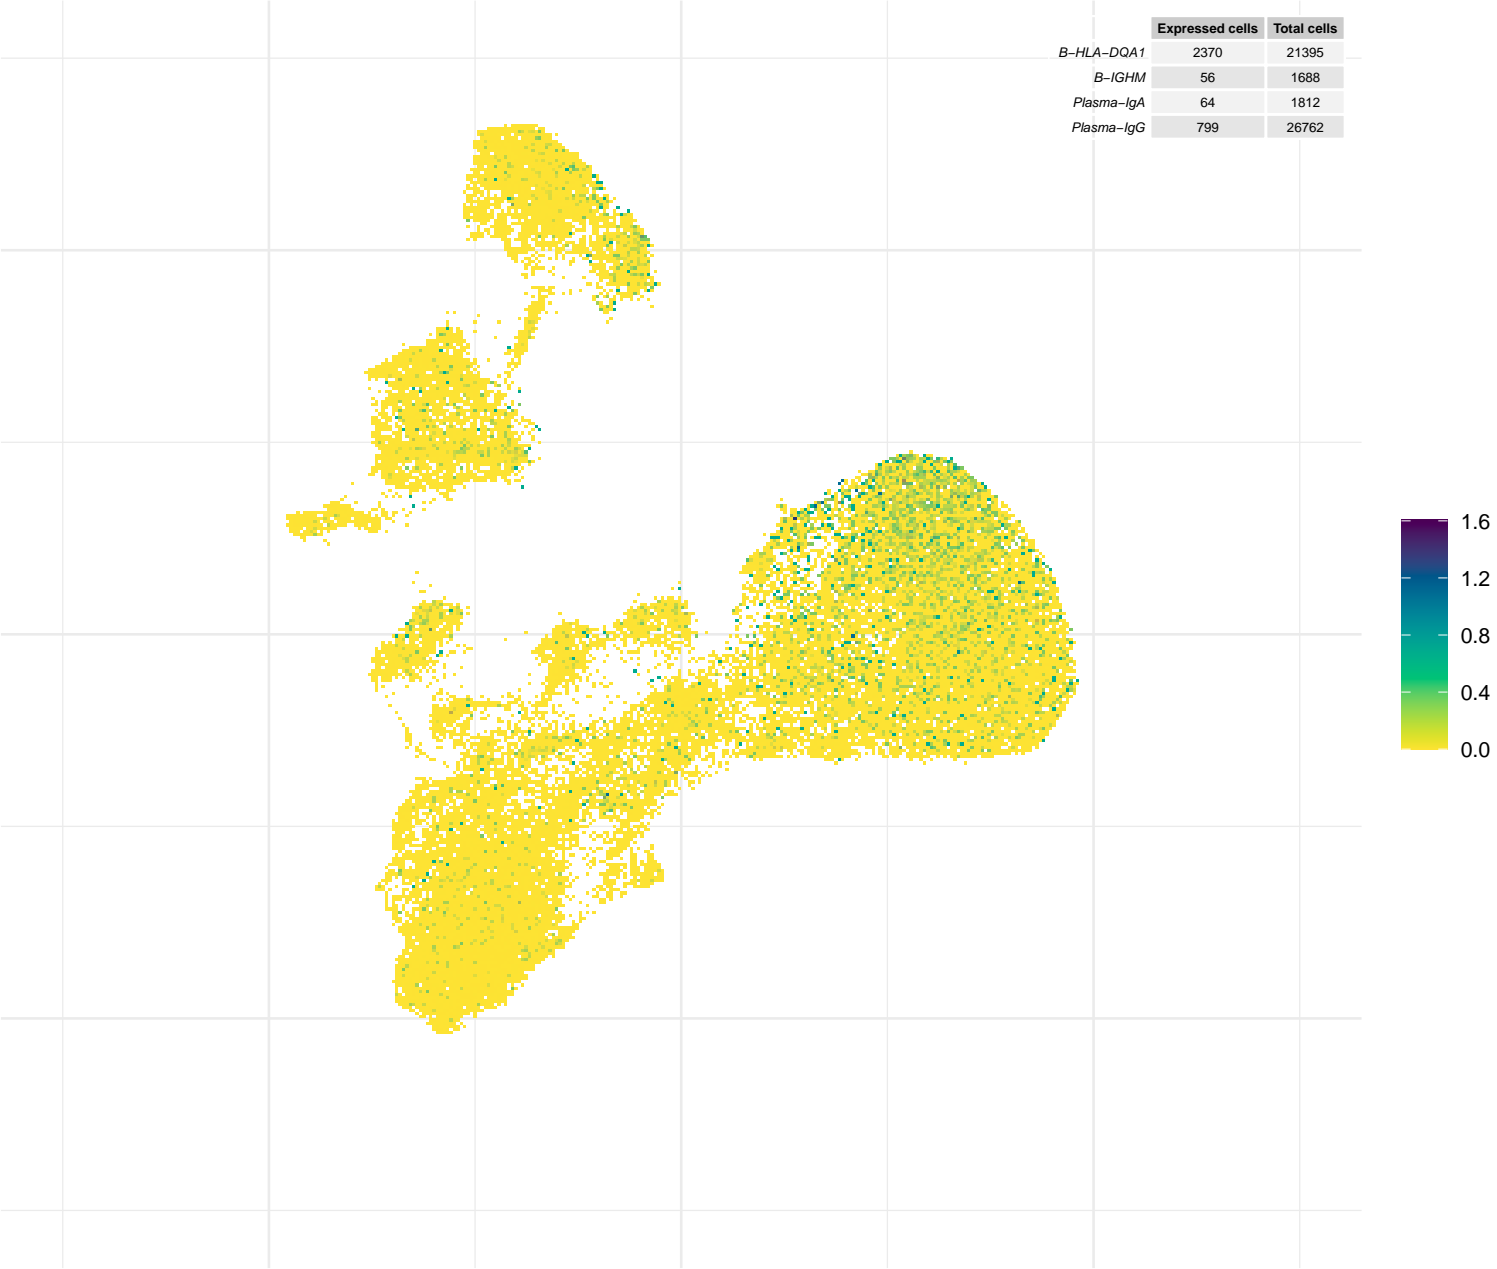 Expressed cells Total cells
B−HLA−DQA1 2370 21395
B−IGHM 56 1688
Plasma−IgA 64 1812
Plasma−IgG 799 26762
1.6
1.2
0.8
0.4
0.0